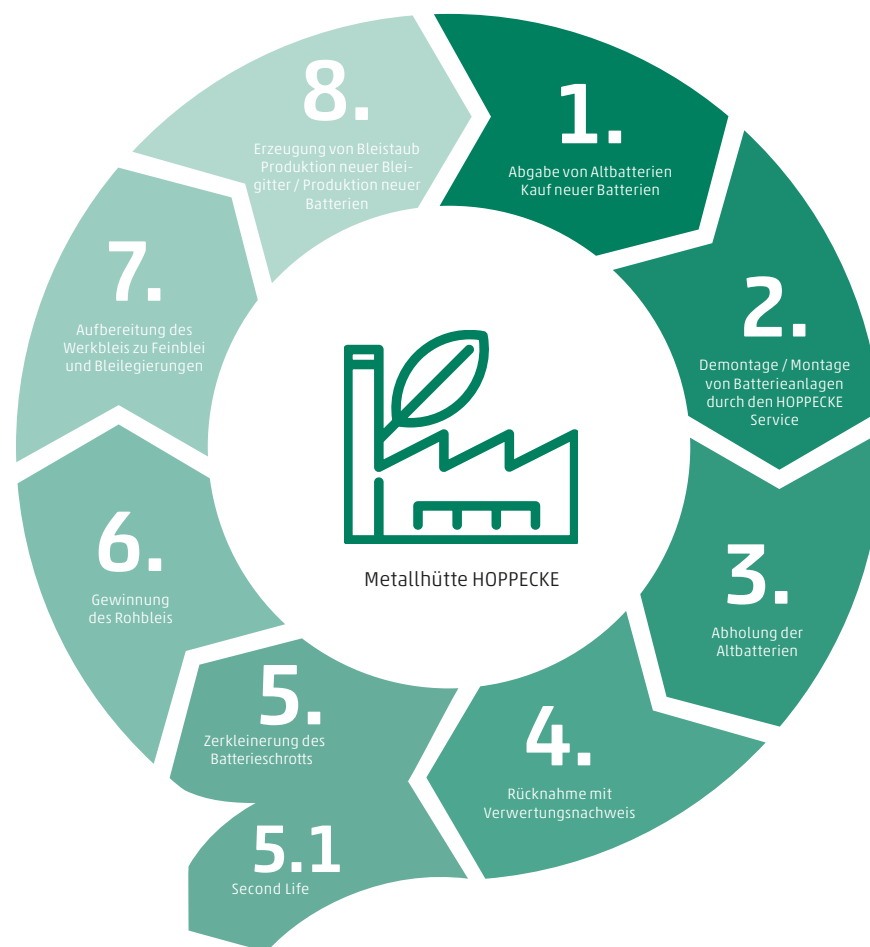 1.
Abgabe von Altbatterien
Kauf neuer Batterien
2.
Demontage / Montage
von Batterieanlagen
durch den HOPPECKE
Service
3.
Abholung der
Altbatterien
4.
Rücknahme mit
Verwertungsnachweis
5.
Zerkleinerung des
Batterieschrotts
5.1
Second Life
6.
Gewinnung
des Rohbleis
7.
Aufbereitung des
Werkbleis zu Feinblei
und Bleilegierungen
8.
Erzeugung von Bleistaub
Produktion neuer Blei-
gitter / Produktion neuer
Batterien
Metallhütte HOPPECKE